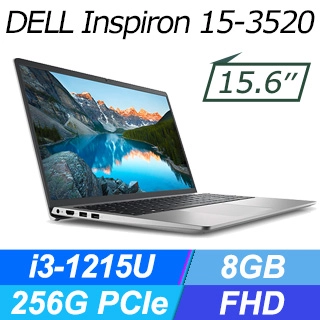 DELL Inspiron 15-3520
15.6″
i3-1215U
8GB
256G PCIe
FHD